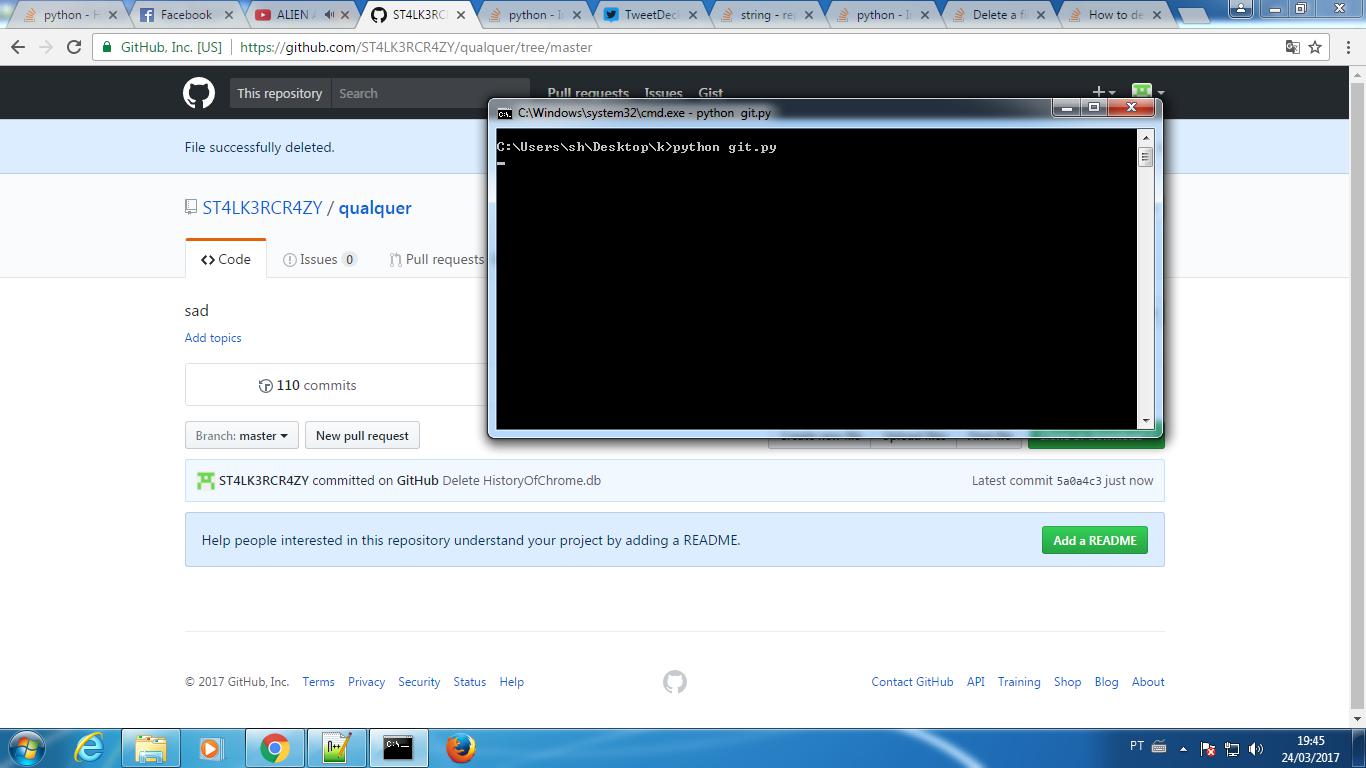 python - H
Facebook
ALIEN A
ST4LK3RC
python - I
TweetDec
string - re
python - I
Delete a fi
How to de
GitHub, Inc. [US]
https://github.com/ST4LK3RCR4ZY/qualquer/tree/master
This repository
Search
Pull requests
Issues
Gist
C:\Windows\system32\cmd.exe - python git.py
C:\Users\sh\Desktop\k>python git.py
File successfully deleted.
ST4LK3RCR4ZY / qualquer
Code
Issues 0
Pull requests
sad
Add topics
110 commits
Branch: master
New pull request
ST4LK3RCR4ZY committed on GitHub Delete HistoryOfChrome.db
Latest commit 5a0a4c3 just now
Help people interested in this repository understand your project by adding a README.
Add a README
© 2017 GitHub, Inc.
Terms
Privacy
Security
Status
Help
Contact GitHub
API
Training
Shop
Blog
About
PT
19:45
24/03/2017